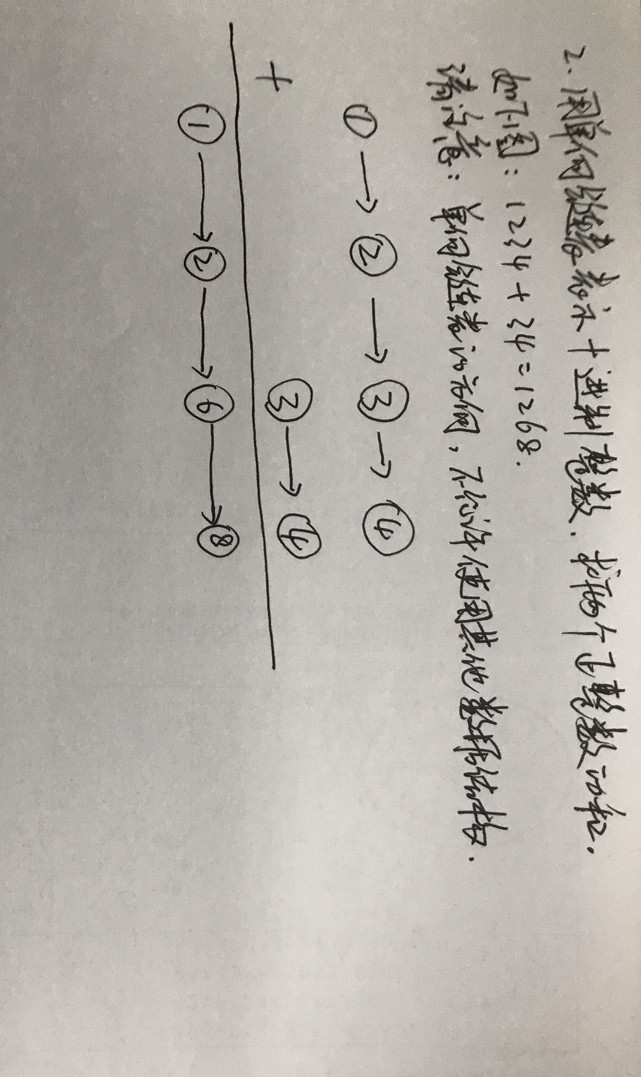 2. 用单向链表表示十进制整数，求两个正整数的和.
如下图：1234 + 34 = 1268.
请注意：单向链表的方向，不允许使用其他数据结构.
① → ② → ③ → ④
+ ③ → ④
① → ② → ⑥ → ⑧